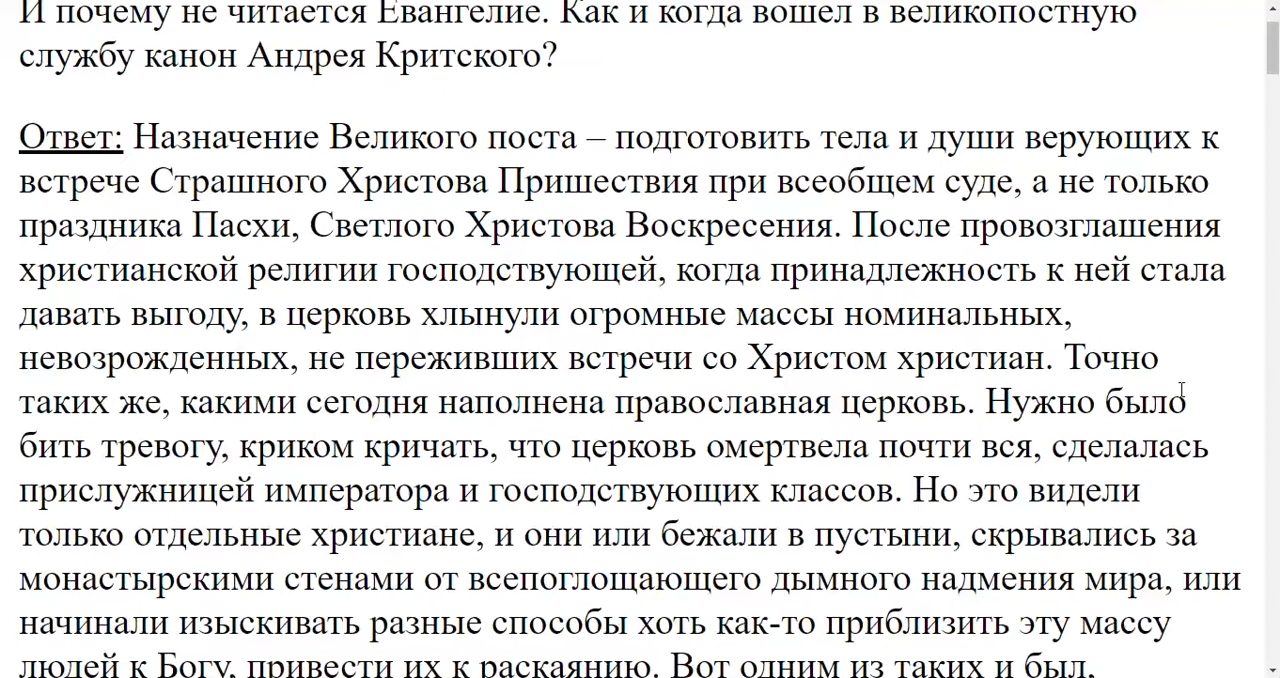 И почему не читается Евангелие. Как и когда вошел в великопостную
службу канон Андрея Критского?
Ответ: Назначение Великого поста – подготовить тела и души верующих к
встрече Страшного Христова Пришествия при всеобщем суде, а не только
праздника Пасхи, Светлого Христова Воскресения. После провозглашения
христианской религии господствующей, когда принадлежность к ней стала
давать выгоду, в церковь хлынули огромные массы номинальных,
невозрожденных, не переживших встречи со Христом христиан. Точно
таких же, какими сегодня наполнена православная церковь. Нужно было
бить тревогу, криком кричать, что церковь омертвела почти вся, сделалась
прислужницей императора и господствующих классов. Но это видели
только отдельные христиане, и они или бежали в пустыни, скрывались за
монастырскими стенами от всепоглощающего дымного надмения мира, или
начинали изыскивать разные способы хоть как-то приблизить эту массу
людей к Богу, привести их к раскаянию. Вот одним из таких и был,